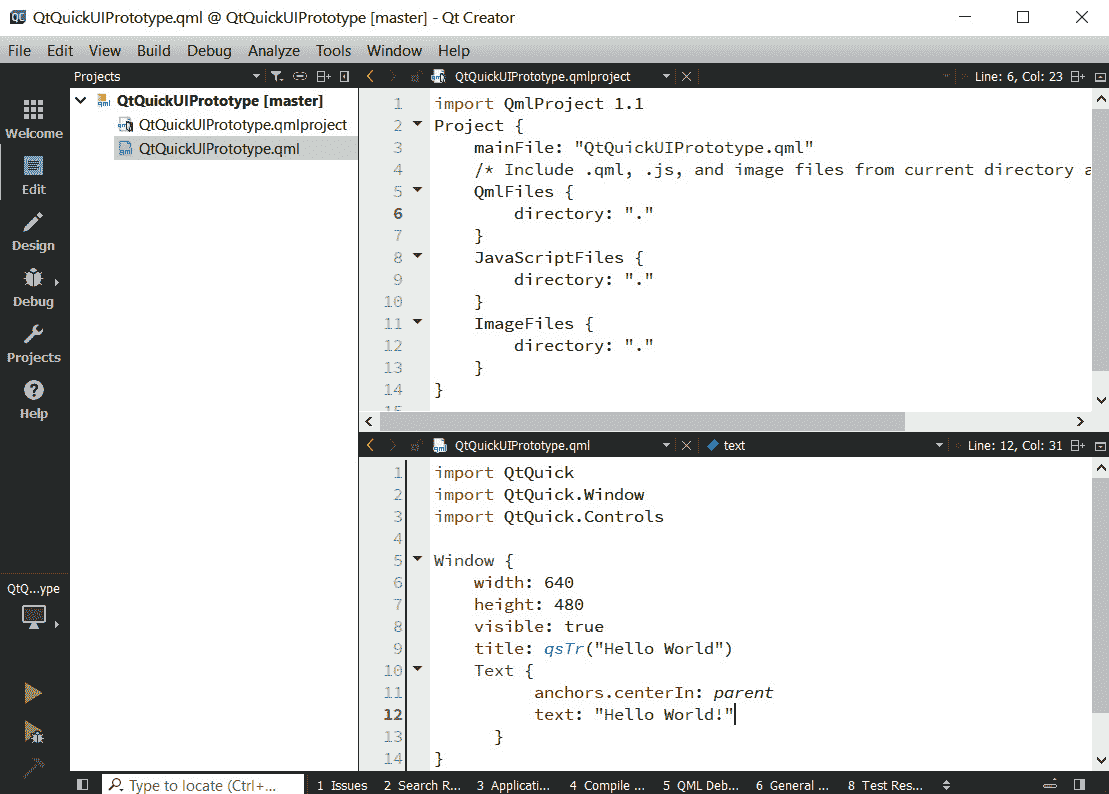 QC QtQuickUIPrototype.qml @ QtQuickUIPrototype [master] - Qt Creator
File Edit View Build Debug Analyze Tools Window Help
Projects
QtQuickUIPrototype.qmlproject
Line: 6, Col: 23
Welcome
Edit
Design
Debug
Projects
Help
QtQ...ype
QtQuickUIPrototype [master]
QtQuickUIPrototype.qmlproject
QtQuickUIPrototype.qml
1 import QmlProject 1.1
2 Project {
3 mainFile: "QtQuickUIPrototype.qml"
4 /* Include .qml, .js, and image files from current directory a
5 QmlFiles {
6 directory: "."
7 }
8 JavaScriptFiles {
9 directory: "."
10 }
11 ImageFiles {
12 directory: "."
13 }
14 }
15
QtQuickUIPrototype.qml
text
Line: 12, Col: 31
1 import QtQuick
2 import QtQuick.Window
3 import QtQuick.Controls
4
5 Window {
6 width: 640
7 height: 480
8 visible: true
9 title: qsTr("Hello World")
10 Text {
11 anchors.centerIn: parent
12 text: "Hello World!"
13 }
14 }
Type to locate (Ctrl+...
1 Issues 2 Search R... 3 Applicati... 4 Compile ... 5 QML Deb... 6 General ... 8 Test Res...